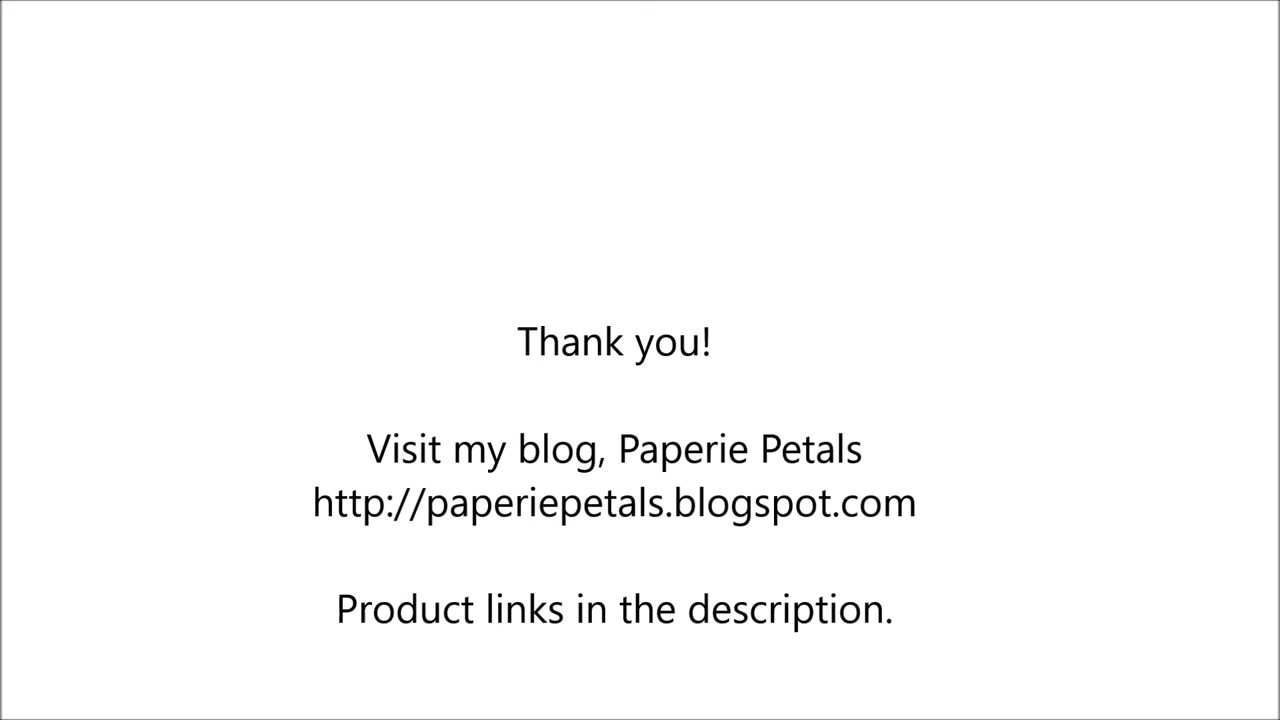 Thank you!
Visit my blog, Paperie Petals
http://paperiepetals.blogspot.com
Product links in the description.